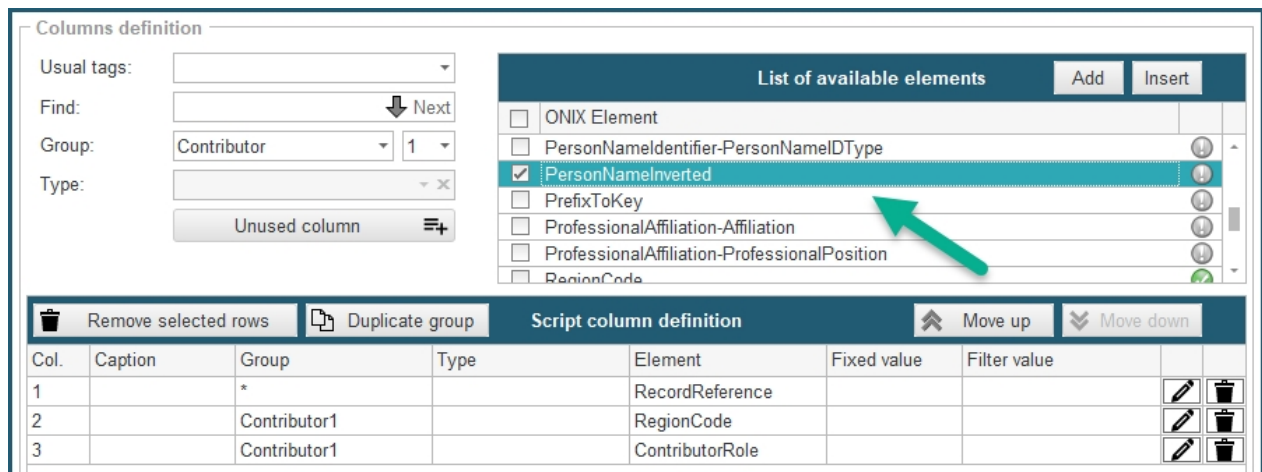 Columns definition
Usual tags:
Find:
Next
Group:
Contributor
1
Type:
Unused column
List of available elements
Add
Insert
ONIX Element
PersonNameIdentifier-PersonNameIDType
PersonNameInverted
PrefixToKey
ProfessionalAffiliation-Affiliation
ProfessionalAffiliation-ProfessionalPosition
RegionCode
Remove selected rows
Duplicate group
Script column definition
Move up
Move down
Col. Caption Group Type Element Fixed value Filter value
1 * RecordReference
2 Contributor1 RegionCode
3 Contributor1 ContributorRole